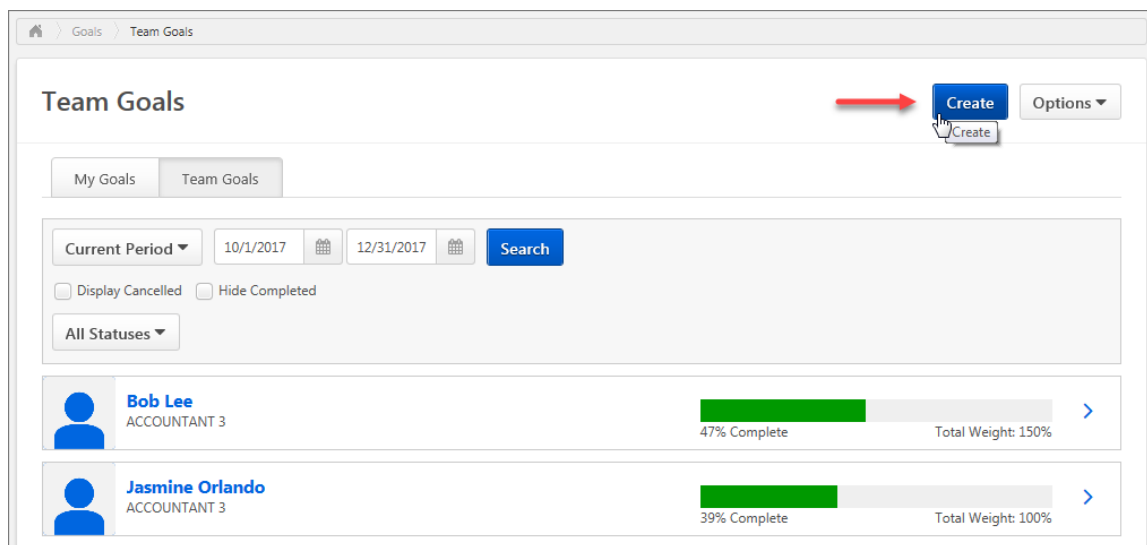 Goals Team Goals
Team Goals
Create Options
Create
My Goals Team Goals
Current Period 10/1/2017 12/31/2017 Search
Display Cancelled Hide Completed
All Statuses
Bob Lee
ACCOUNTANT 3
47% Complete Total Weight: 150%
Jasmine Orlando
ACCOUNTANT 3
39% Complete Total Weight: 100%